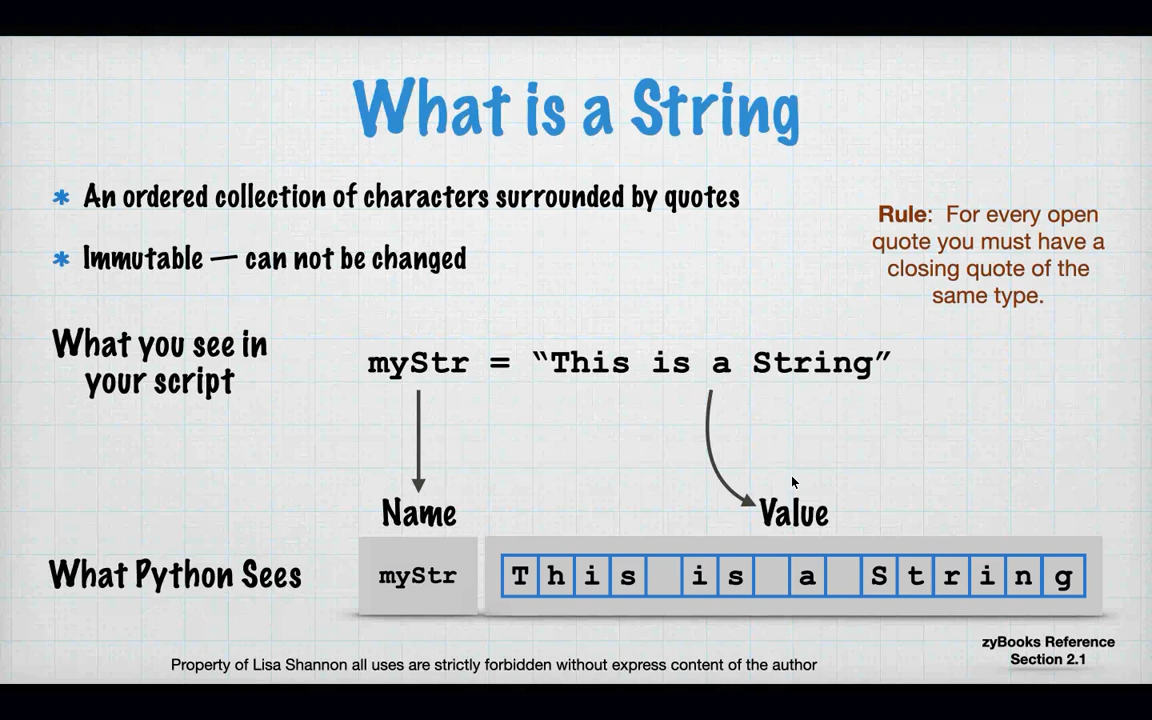 What is a String
* An ordered collection of characters surrounded by quotes
* Immutable — can not be changed
Rule: For every open
quote you must have a
closing quote of the
same type.
What you see in
your script
myStr = “This is a String”
Name
Value
What Python Sees
myStr
This is a String
zyBooks Reference
Section 2.1
Property of Lisa Shannon all uses are strictly forbidden without express content of the author